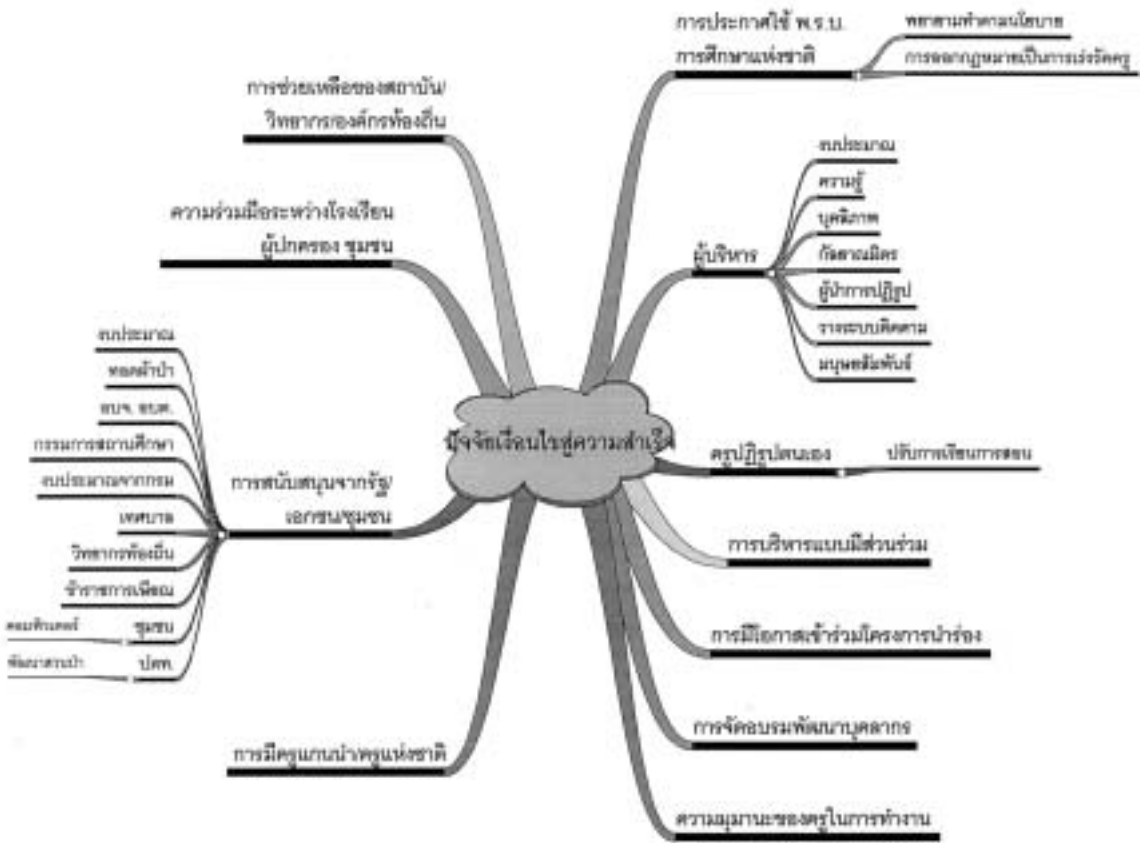 การประกาศใช้ พ.ร.บ.
การศึกษาแห่งชาติ
พยายามทำตามนโยบาย
การออกกฎหมายเป็นการเร่งรัดครู
ผู้บริหาร
งบประมาณ
ความรู้
บุคลิภาพ
กัลยาณมิตร
ผู้นำการปฏิรูป
วางระบบติดตาม
มนุษยสัมพันธ์
ครูปฏิรูปตนเอง
ปรับการเรียนการสอน
การบริหารแบบมีส่วนร่วม
การมีโอกาสเข้าร่วมโครงการนำร่อง
การจัดอบรมพัฒนาบุคลากร
ความมุมานะของครูในการทำงาน
ปัจจัยเงื่อนไขสู่ความสำเร็จ
การช่วยเหลือของสถาบัน/
วิทยากร/องค์กรท้องถิ่น
ความร่วมมือระหว่างโรงเรียน
ผู้ปกครอง ชุมชน
การสนับสนุนจากรัฐ/
เอกชน/ชุมชน
งบประมาณ
ทอดผ้าป่า
อบจ. อบต.
กรรมการสถานศึกษา
งบประมาณจากกรม
เทศบาล
วิทยากรท้องถิ่น
ข้าราชการเกษียณ
ชุมชน
คอมพิวเตอร์
ปตท.
พัฒนาสวนป่า
การมีครูแกนนำ/ครูแห่งชาติ